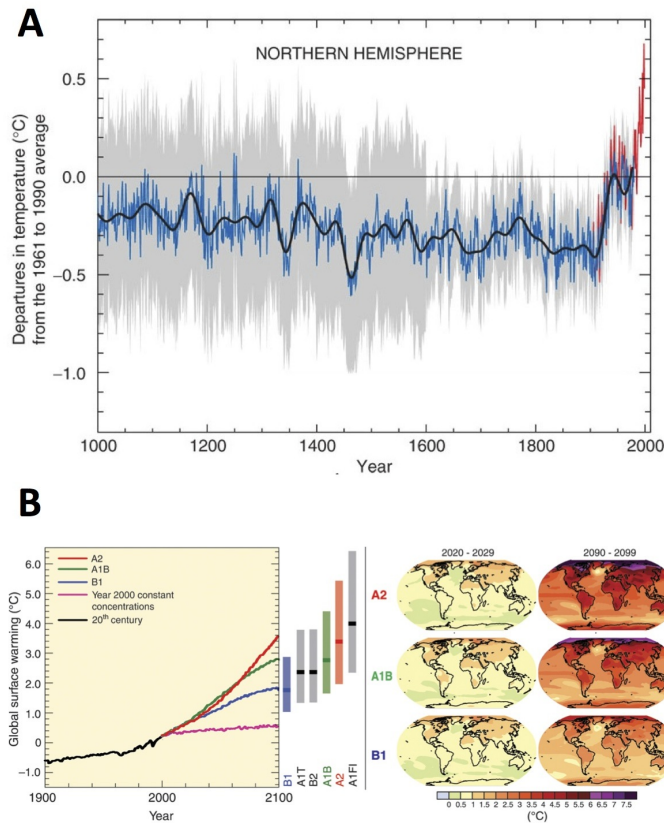 A
NORTHERN HEMISPHERE
Departures in temperature (°C)
from the 1961 to 1990 average
0.5
0.0
−0.5
−1.0
1000
1200
1400
1600
1800
2000
Year
B
Global surface warming (°C)
6.0
5.0
4.0
3.0
2.0
1.0
0
−1.0
A2
A1B
B1
Year 2000 constant
concentrations
20th century
1900
2000
2100
Year
B1
A1T
B2
A1B
A2
A1FI
2020 - 2029
2090 - 2099
A2
A1B
B1
0 0.5 1 1.5 2 2.5 3 3.5 4 4.5 5 5.5 6 6.5 7 7.5
(°C)